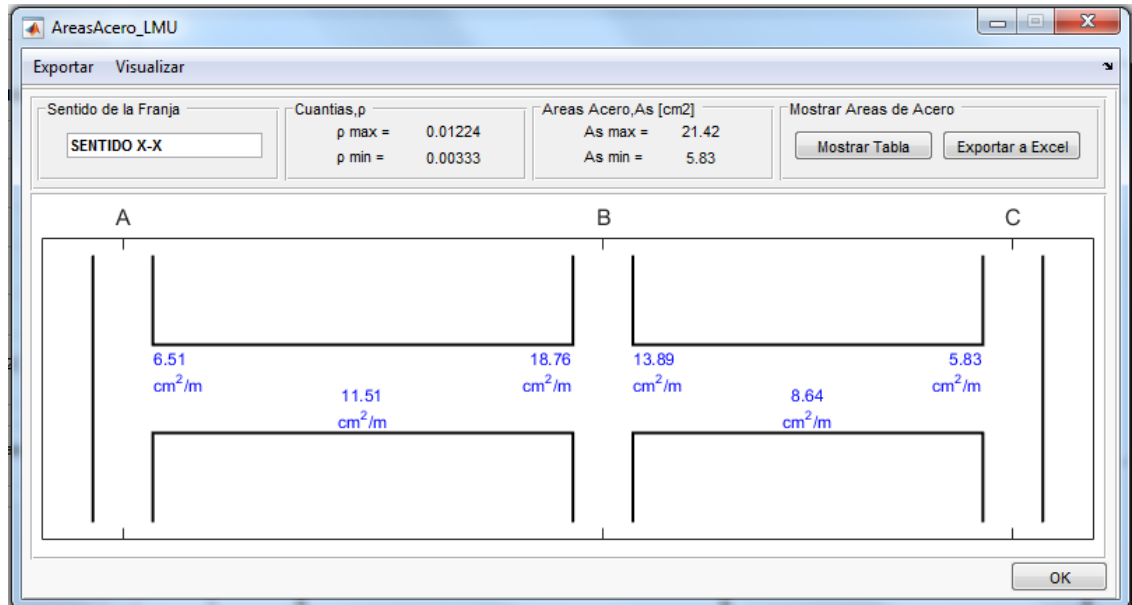 AreasAcero_LMU
Exportar Visualizar
Sentido de la Franja
SENTIDO X-X
Cuantias,ρ
ρ max = 0.01224
ρ min = 0.00333
Areas Acero,As [cm2]
As max = 21.42
As min = 5.83
Mostrar Areas de Acero
Mostrar Tabla Exportar a Excel
A B C
6.51 18.76 13.89 5.83
cm²/m cm²/m cm²/m cm²/m
11.51 8.64
cm²/m cm²/m
OK